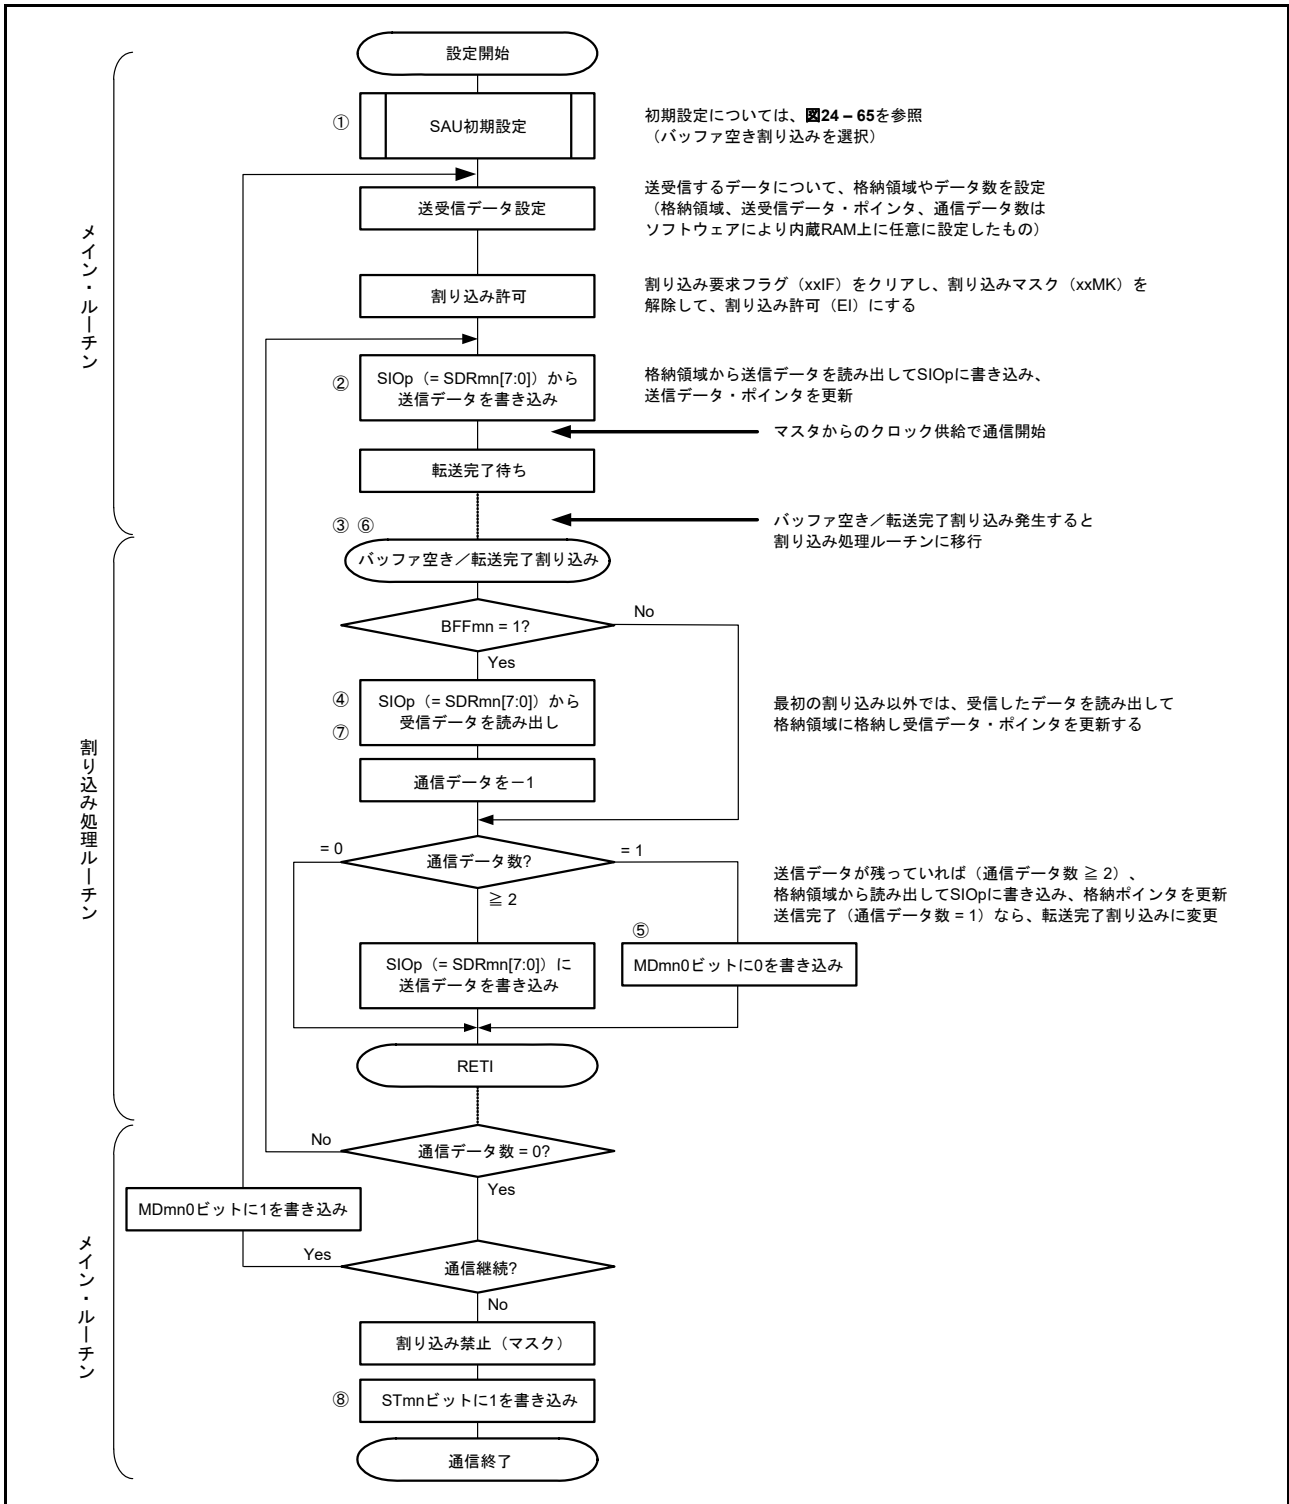 設定開始
① SAU初期設定
初期設定については、図24 – 65を参照
（バッファ空き割り込みを選択）
送受信データ設定
送受信するデータについて、格納領域やデータ数を設定
（格納領域、送受信データ・ポインタ、通信データ数は
ソフトウェアにより内蔵RAM上に任意に設定したもの）
メイン・ルーチン
割り込み許可
割り込み要求フラグ（xxIF）をクリアし、割り込みマスク（xxMK）を
解除して、割り込み許可（EI）にする
② SIOp（= SDRmn[7:0]）から
送信データを書き込み
格納領域から送信データを読み出してSIOpに書き込み、
送信データ・ポインタを更新
マスタからのクロック供給で通信開始
転送完了待ち
③ ⑥
バッファ空き／転送完了割り込み発生すると
割り込み処理ルーチンに移行
バッファ空き／転送完了割り込み
BFFmn = 1?
No
Yes
④ SIOp（= SDRmn[7:0]）から
⑦ 受信データを読み出し
最初の割り込み以外では、受信したデータを読み出して
格納領域に格納し受信データ・ポインタを更新する
割り込み処理ルーチン
通信データを－1
= 0
通信データ数?
= 1
≧ 2
送信データが残っていれば（通信データ数 ≧ 2）、
格納領域から読み出してSIOpに書き込み、格納ポインタを更新
送信完了（通信データ数 = 1）なら、転送完了割り込みに変更
⑤
SIOp（= SDRmn[7:0]）に
送信データを書き込み
MDmn0ビットに0を書き込み
RETI
No
通信データ数 = 0?
Yes
MDmn0ビットに1を書き込み
メイン・ルーチン
Yes
通信継続?
No
割り込み禁止（マスク）
⑧ STmnビットに1を書き込み
通信終了